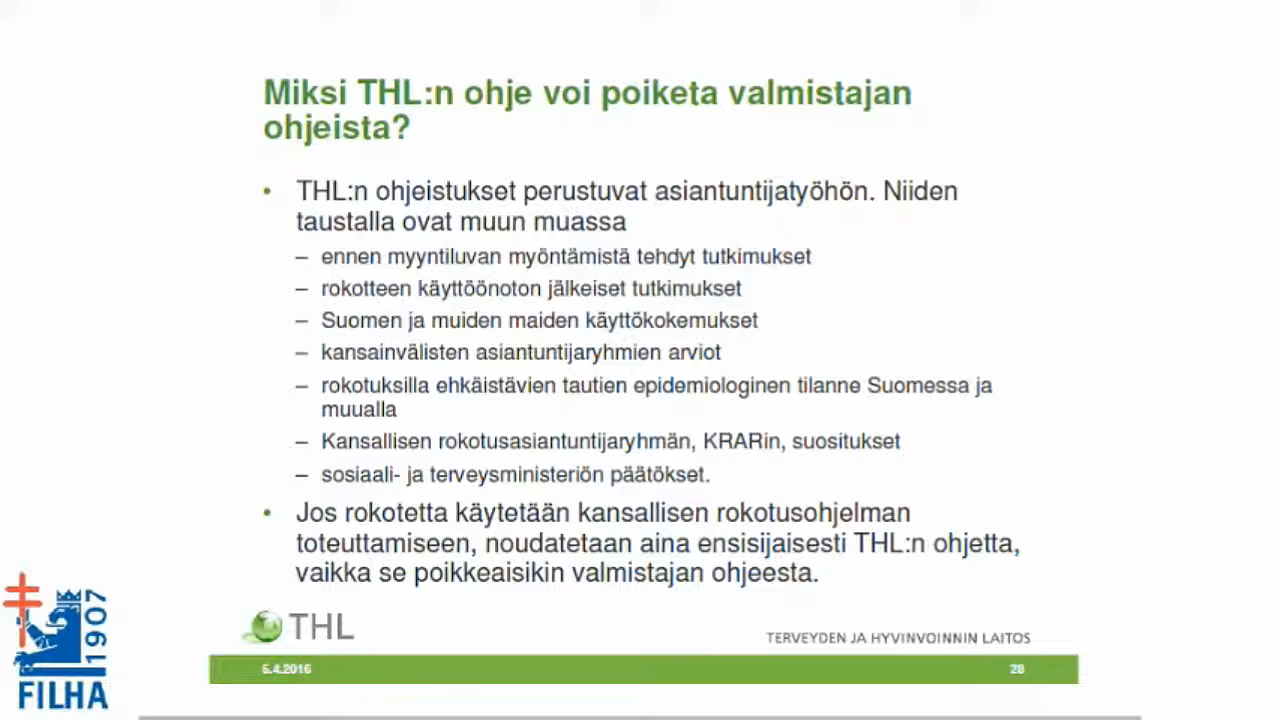 Miksi THL:n ohje voi poiketa valmistajan
ohjeista?
• THL:n ohjeistukset perustuvat asiantuntijatyöhön. Niiden
taustalla ovat muun muassa
– ennen myyntiluvan myöntämistä tehdyt tutkimukset
– rokotteen käyttöönoton jälkeiset tutkimukset
– Suomen ja muiden maiden käyttökokemukset
– kansainvälisten asiantuntijaryhmien arviot
– rokotuksilla ehkäistävien tautien epidemiologinen tilanne Suomessa ja
muualla
– Kansallisen rokotusasiantuntijaryhmän, KRARin, suositukset
– sosiaali- ja terveysministeriön päätökset.
• Jos rokotetta käytetään kansallisen rokotusohjelman
toteuttamiseen, noudatetaan aina ensisijaisesti THL:n ohjetta,
vaikka se poikkeaisikin valmistajan ohjeesta.
1907
FILHA
THL
TERVEYDEN JA HYVINVOINNIN LAITOS
5.4.2016
28